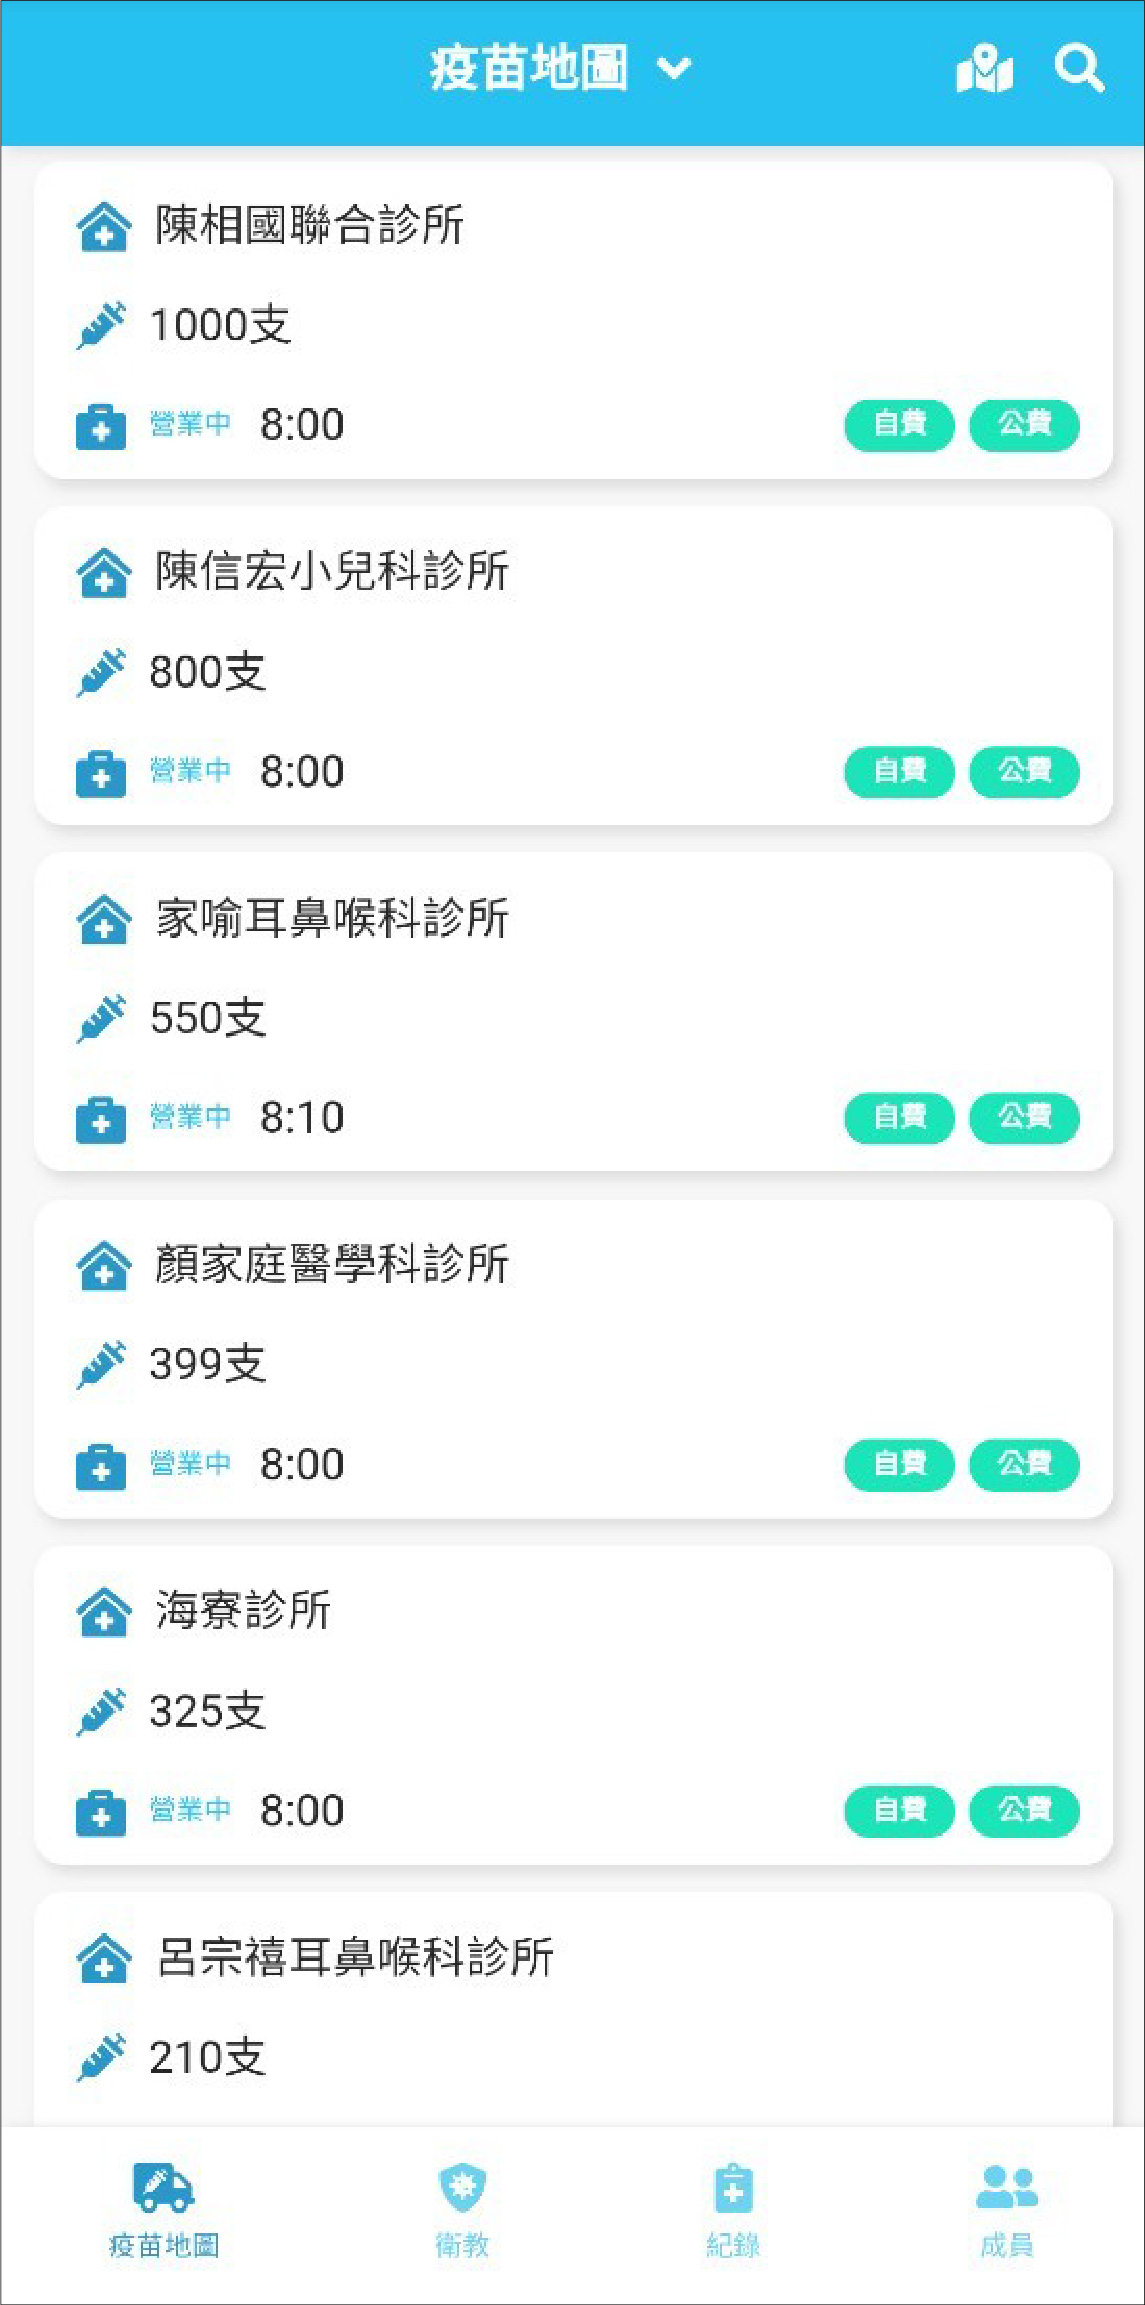 疫苗地圖
陳相國聯合診所
1000支
營業中 8:00 自費 公費
陳信宏小兒科診所
800支
營業中 8:00 自費 公費
家喻耳鼻喉科診所
550支
營業中 8:10 自費 公費
顏家庭醫學科診所
399支
營業中 8:00 自費 公費
海寮診所
325支
營業中 8:00 自費 公費
呂宗禧耳鼻喉科診所
210支
疫苗地圖 衛教 紀錄 成員